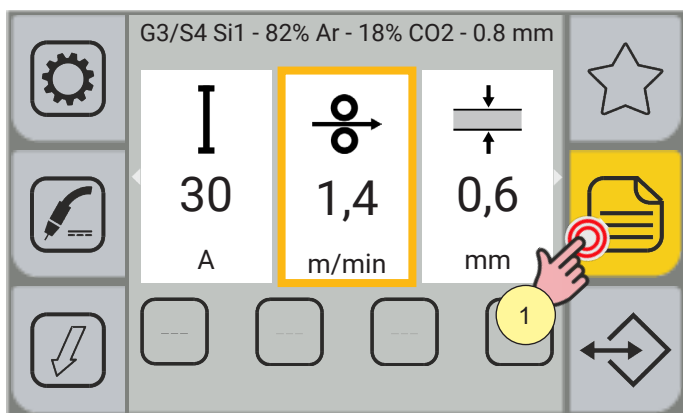 G3/S4 Si1 - 82% Ar - 18% CO2 - 0.8 mm
30
1,4
0,6
A
m/min
mm
1
--- --- ---